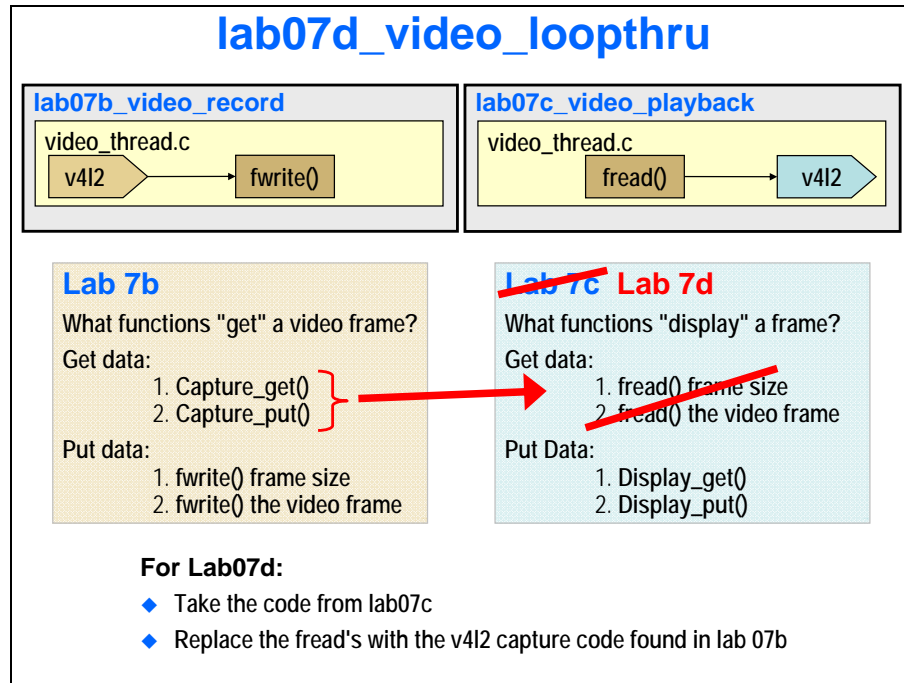 lab07d_video_loopthru
lab07b_video_record
video_thread.c
v4l2
fwrite()
lab07c_video_playback
video_thread.c
fread()
v4l2
Lab 7b
What functions "get" a video frame?
Get data:
1. Capture_get()
2. Capture_put()
Put data:
1. fwrite() frame size
2. fwrite() the video frame
Lab 7c Lab 7d
What functions "display" a frame?
Get data:
1. fread() frame size
2. fread() the video frame
Put Data:
1. Display_get()
2. Display_put()
For Lab07d:
◆ Take the code from lab07c
◆ Replace the fread's with the v4l2 capture code found in lab 07b